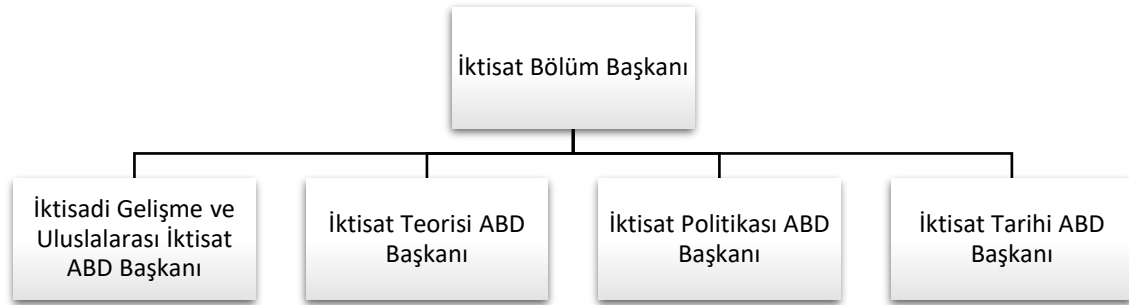 İktisat Bölüm Başkanı
İktisadi Gelişme ve
Uluslalarası İktisat
ABD Başkanı
İktisat Teorisi ABD
Başkanı
İktisat Politikası ABD
Başkanı
İktisat Tarihi ABD
Başkanı